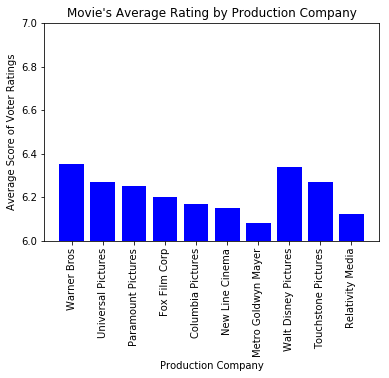 Movie's Average Rating by Production Company
Average Score of Voter Ratings
7.0
6.8
6.6
6.4
6.2
6.0
Warner Bros
Universal Pictures
Paramount Pictures
Fox Film Corp
Columbia Pictures
New Line Cinema
Metro Goldwyn Mayer
Walt Disney Pictures
Touchstone Pictures
Relativity Media
Production Company